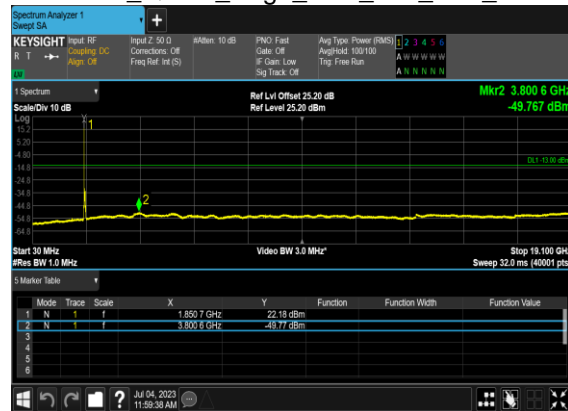 Spectrum Analyzer 1
Swept SA
+
KEYSIGHT Input: RF Input Z: 50 Ω #Atten: 10 dB PNO: Fast Avg Type: Power (RMS) 1 2 3 4 5 6
R T Coupling: DC Corrections: Off Gate: Off Avg|Hold: 100/100 A W W W W W
Align: Off Freq Ref: Int (S) IF Gain: Low Trig: Free Run
LXI Sig Track: Off A N N N N N
1 Spectrum Ref Lvl Offset 25.20 dB Mkr2 3.800 6 GHz
Scale/Div 10 dB Ref Level 25.20 dBm -49.767 dBm
Log
1
15.2
5.20
-4.80
DL1 -13.00 dBm
-14.8
-24.8
-34.8
-44.8
2
-54.8
-64.8
Start 30 MHz Video BW 3.0 MHz* Stop 19.100 GHz
#Res BW 1.0 MHz Sweep 32.0 ms (40001 pts)
5 Marker Table
Mode Trace Scale X Y Function Function Width Function Value
1 N 1 f 1.850 7 GHz 22.18 dBm
2 N 1 f 3.800 6 GHz -49.77 dBm
3
4
5
6
? Jul 04, 2023
11:59:38 AM